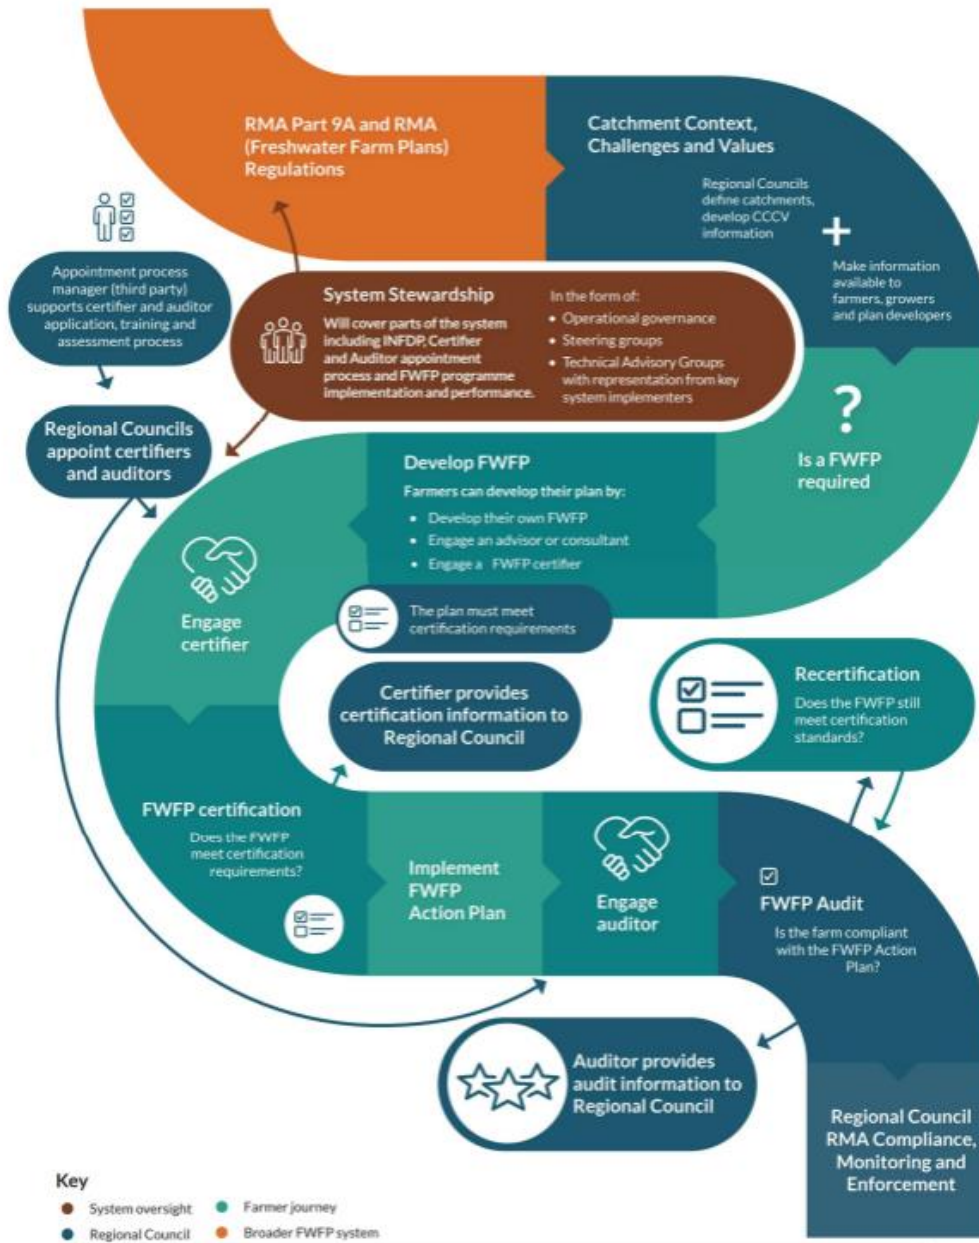 RMA Part 9A and RMA
(Freshwater Farm Plans)
Regulations
Catchment Context,
Challenges and Values
Regional Councils
define catchments,
develop CCCV
information
+
Make information
available to
farmers, growers
and plan developers
Appointment process
manager (third party)
supports certifier and auditor
application, training and
assessment process
System Stewardship
Will cover parts of the system
including INFDP, Certifier
and Auditor appointment
process and FWFP programme
implementation and performance.
In the form of:
• Operational governance
• Steering groups
• Technical Advisory Groups
with representation from key
system implementers
Regional Councils
appoint certifiers
and auditors
?
Is a FWFP
required
Develop FWFP
Farmers can develop their plan by:
• Develop their own FWFP
• Engage an advisor or consultant
• Engage a FWFP certifier
The plan must meet
certification requirements
Engage
certifier
Certifier provides
certification information to
Regional Council
Recertification
Does the FWFP still
meet certification
standards?
FWFP certification
Does the FWFP
meet certification
requirements?
Implement
FWFP
Action Plan
Engage
auditor
FWFP Audit
Is the farm compliant
with the FWFP Action
Plan?
Auditor provides
audit information to
Regional Council
Regional Council
RMA Compliance,
Monitoring and
Enforcement
Key
System oversight
Farmer journey
Regional Council
Broader FWFP system